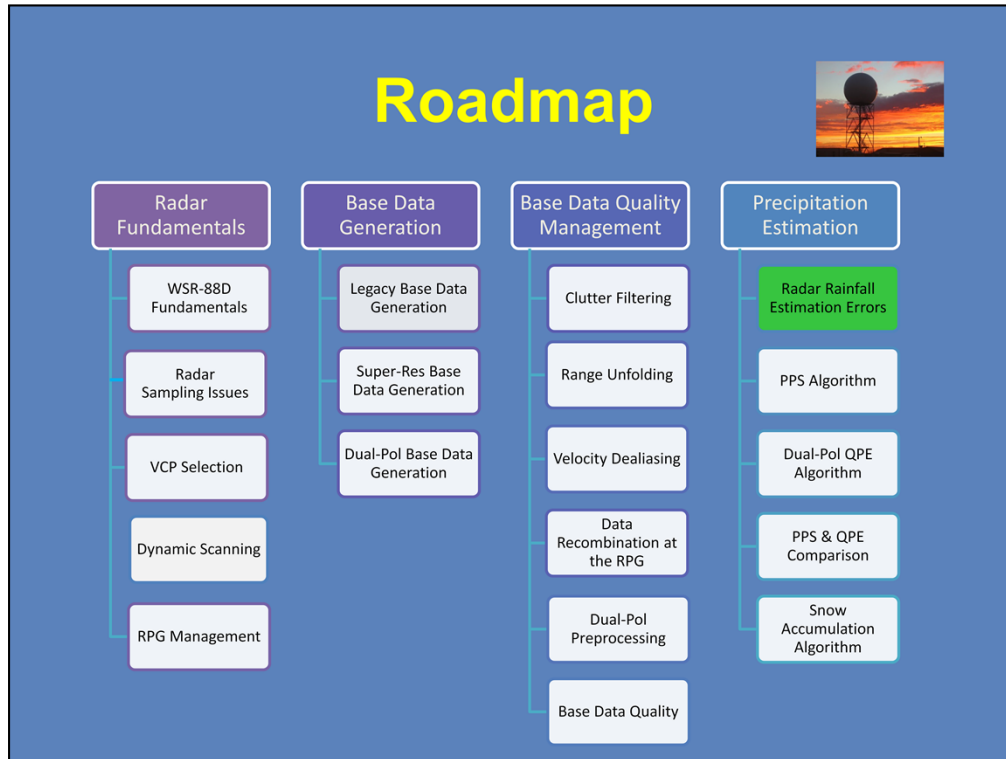 Roadmap
Radar
Fundamentals
WSR-88D
Fundamentals
Radar
Sampling Issues
VCP Selection
Dynamic Scanning
RPG Management
Base Data
Generation
Legacy Base Data
Generation
Super-Res Base
Data Generation
Dual-Pol Base Data
Generation
Base Data Quality
Management
Clutter Filtering
Range Unfolding
Velocity Dealiasing
Data
Recombination at
the RPG
Dual-Pol
Preprocessing
Base Data Quality
Precipitation
Estimation
Radar Rainfall
Estimation Errors
PPS Algorithm
Dual-Pol QPE
Algorithm
PPS & QPE
Comparison
Snow
Accumulation
Algorithm